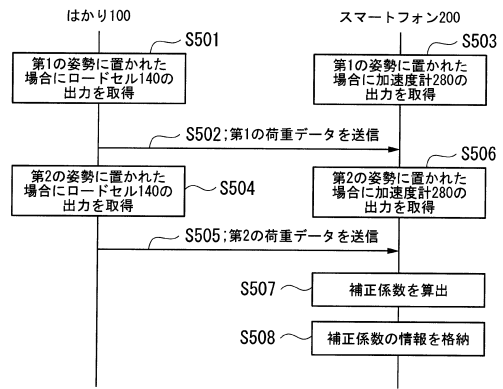 はかり100
スマートフォン200
S501
S503
第1の姿勢に置かれた
場合にロードセル140の
出力を取得
第1の姿勢に置かれた
場合に加速度計280の
出力を取得
S502;第1の荷重データを送信
S506
第2の姿勢に置かれた
場合にロードセル140の
出力を取得
S504
第2の姿勢に置かれた
場合に加速度計280の
出力を取得
S505;第2の荷重データを送信
S507
補正係数を算出
S508
補正係数の情報を格納